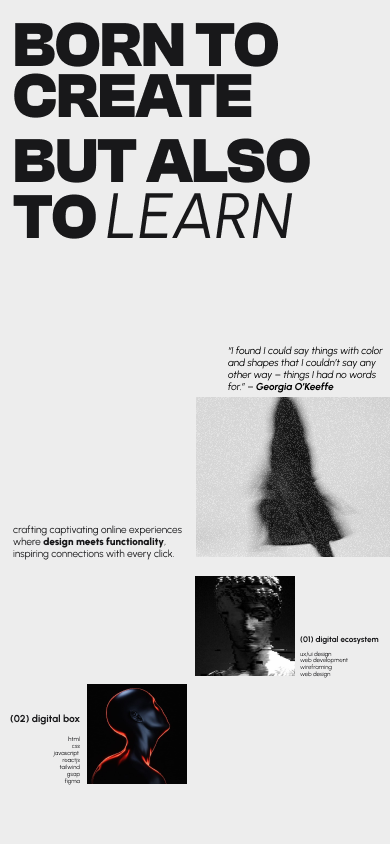 BORN TO
CREATE
BUT ALSO
TO LEARN
“I found I could say things with color
and shapes that I couldn’t say any
other way – things I had no words
for.” – Georgia O’Keeffe
crafting captivating online experiences
where design meets functionality,
inspiring connections with every click.
(01) digital ecosystem
ux/ui design
web development
wireframing
web design
(02) digital box
html
css
javascript
reactjs
tailwind
gsap
figma